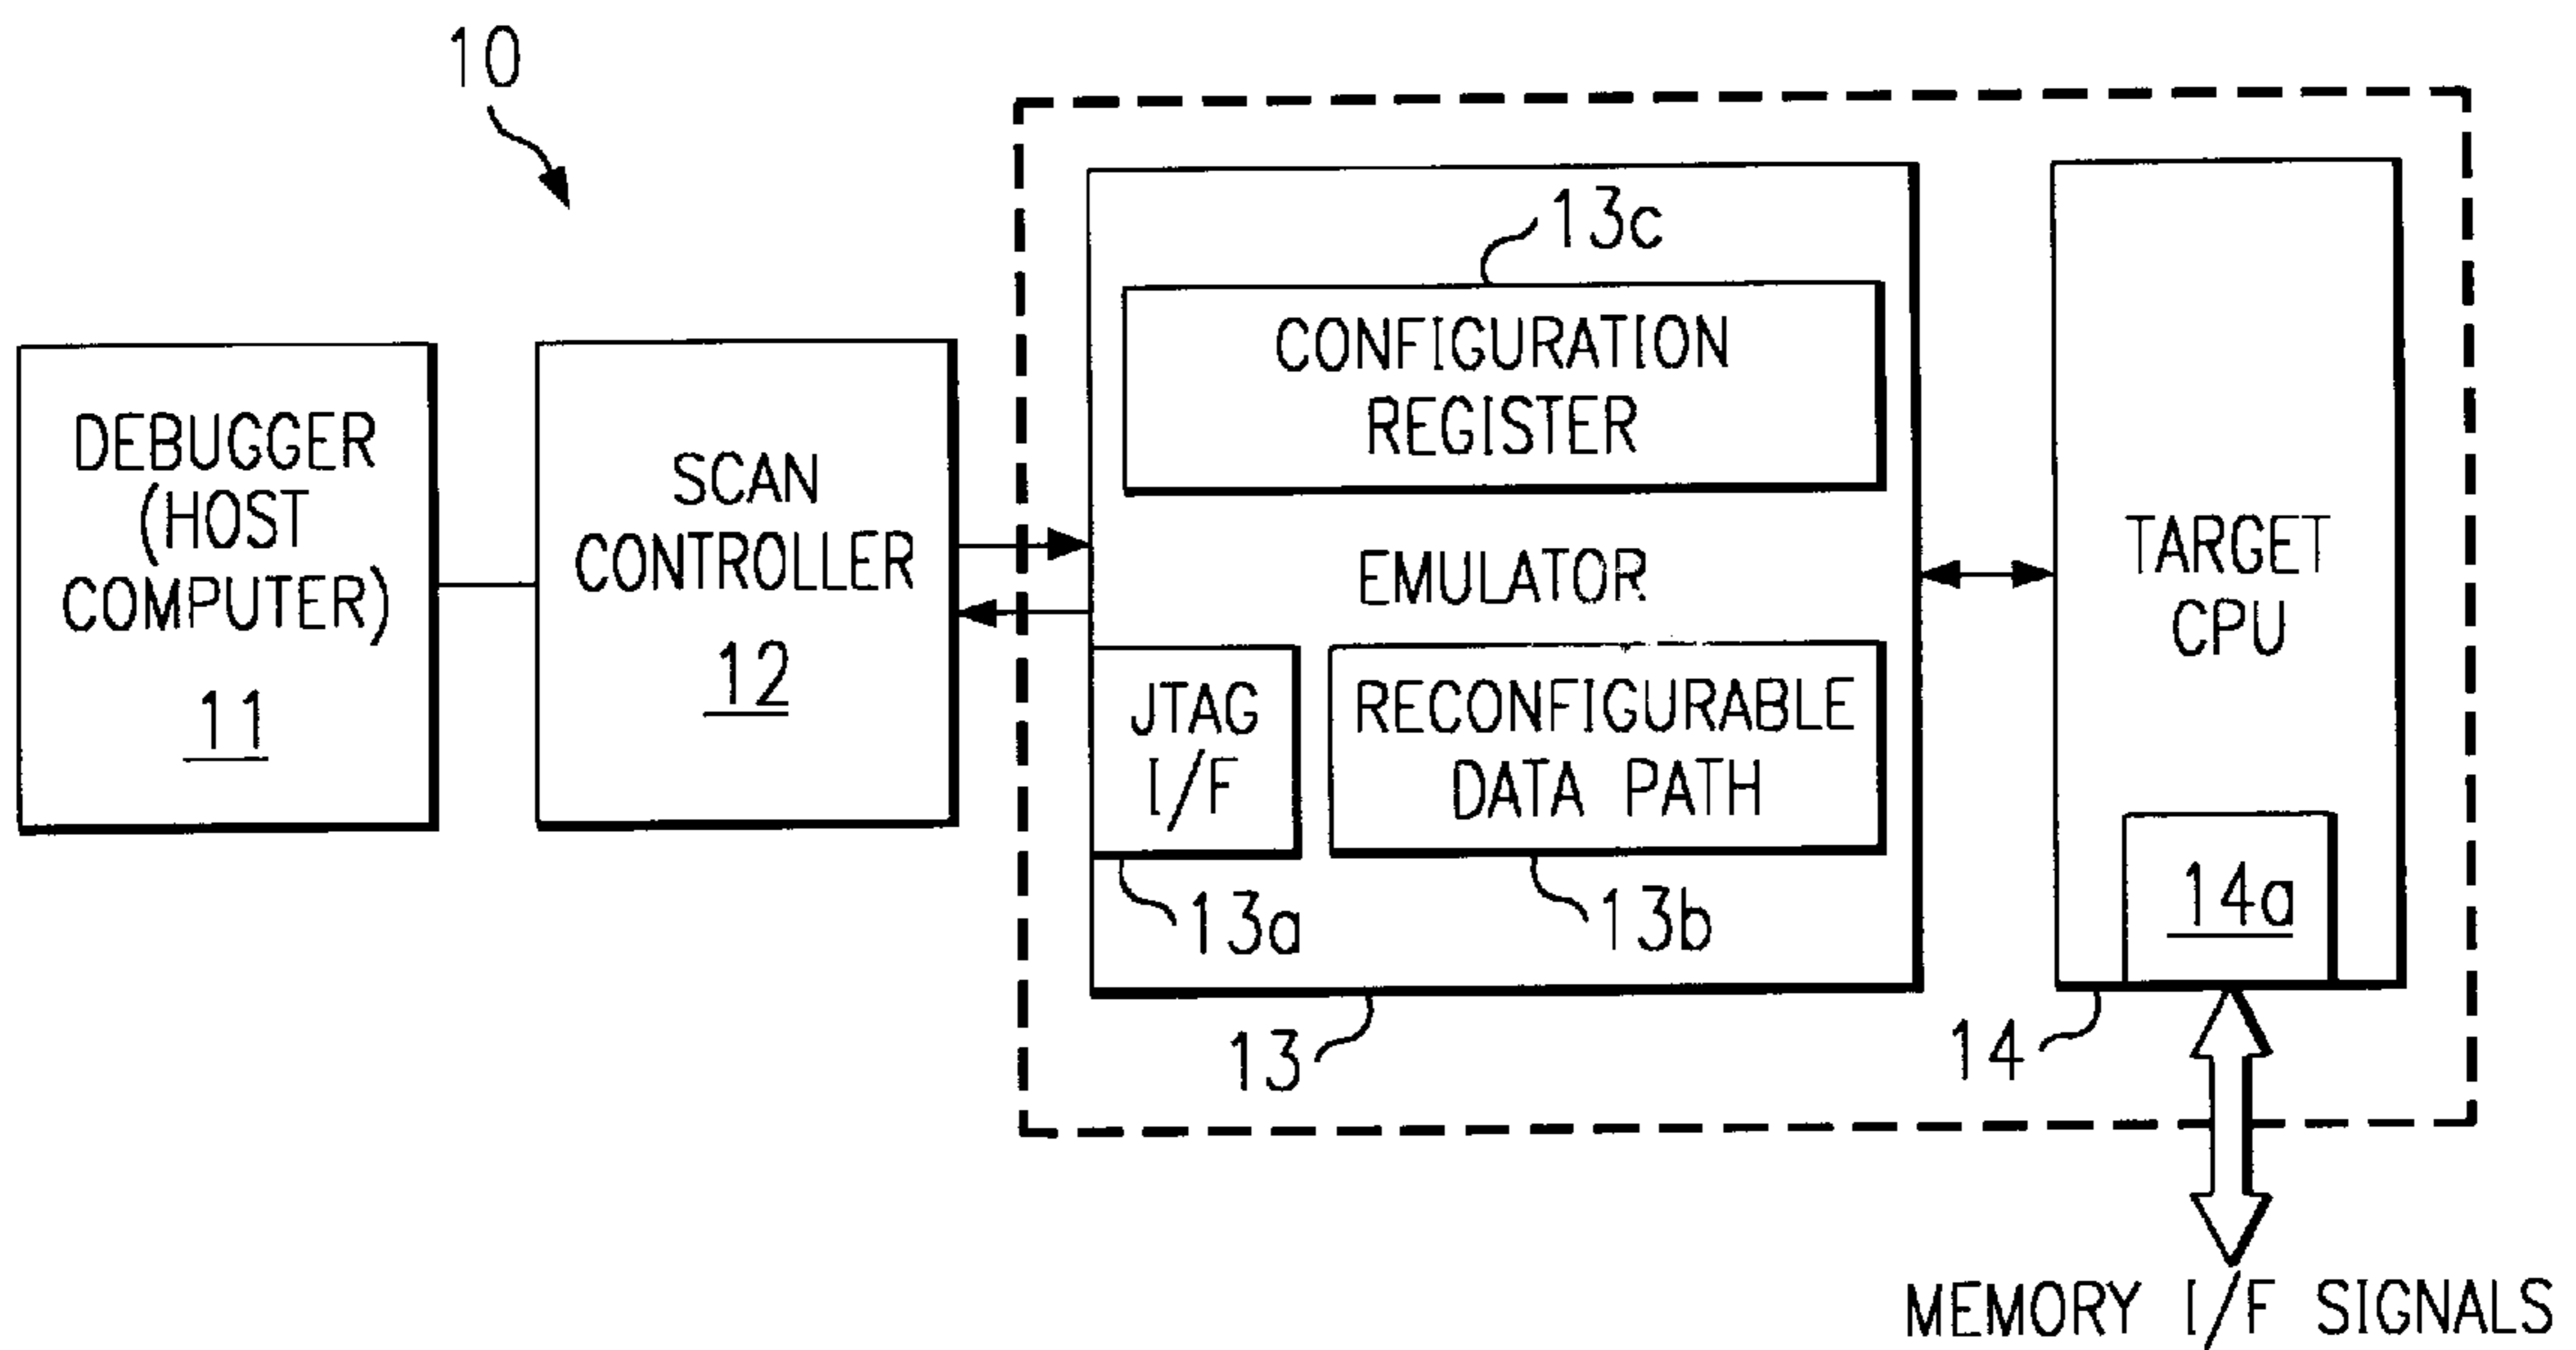 10
DEBUGGER
(HOST
COMPUTER)
11
SCAN
CONTROLLER
12
13c
CONFIGURATION
REGISTER
EMULATOR
JTAG
I/F
RECONFIGURABLE
DATA PATH
13a
13b
13
TARGET
CPU
14a
14
MEMORY I/F SIGNALS